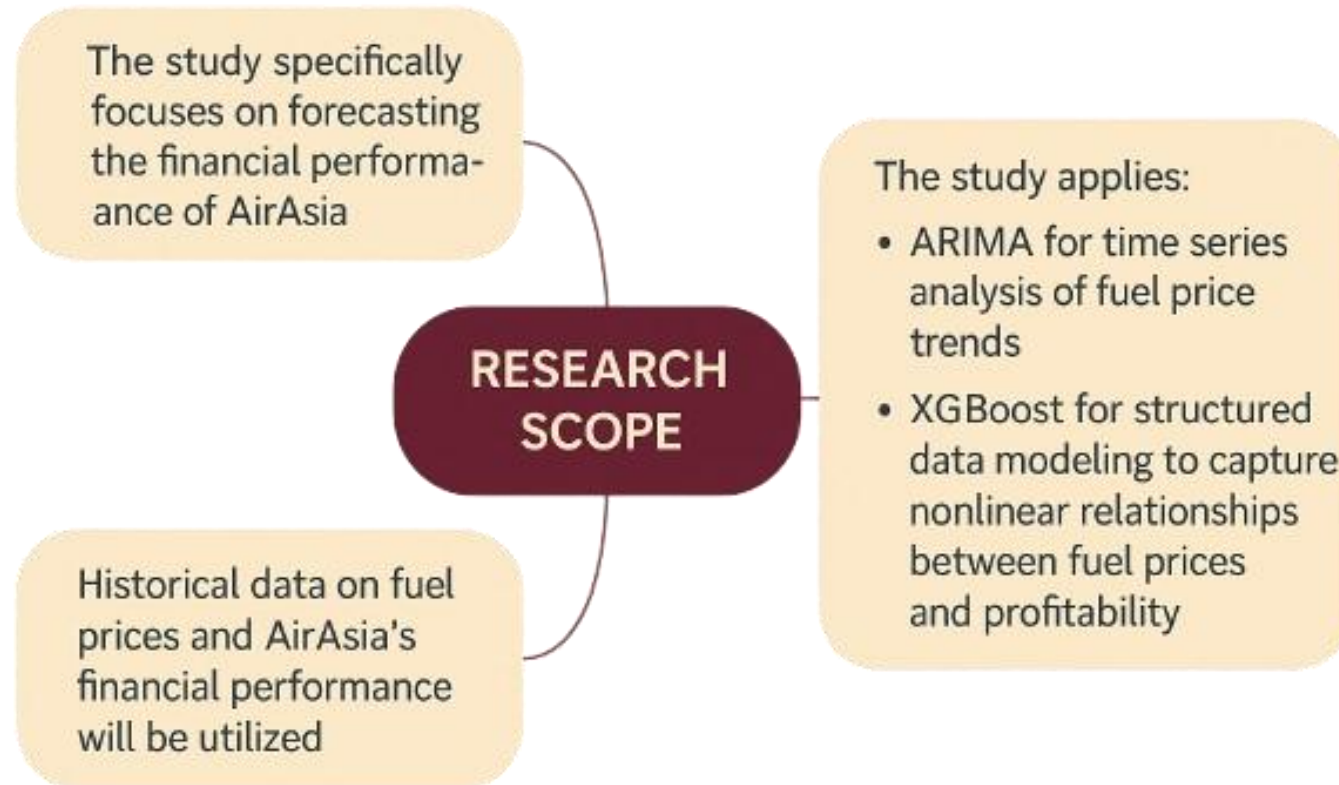 The study specifically
focuses on forecasting
the financial performa-
ance of AirAsia
RESEARCH
SCOPE
Historical data on fuel
prices and AirAsia's
financial performance
will be utilized
The study applies:
• ARIMA for time series
analysis of fuel price
trends
• XGBoost for structured
data modeling to capture
nonlinear relationships
between fuel prices
and profitability